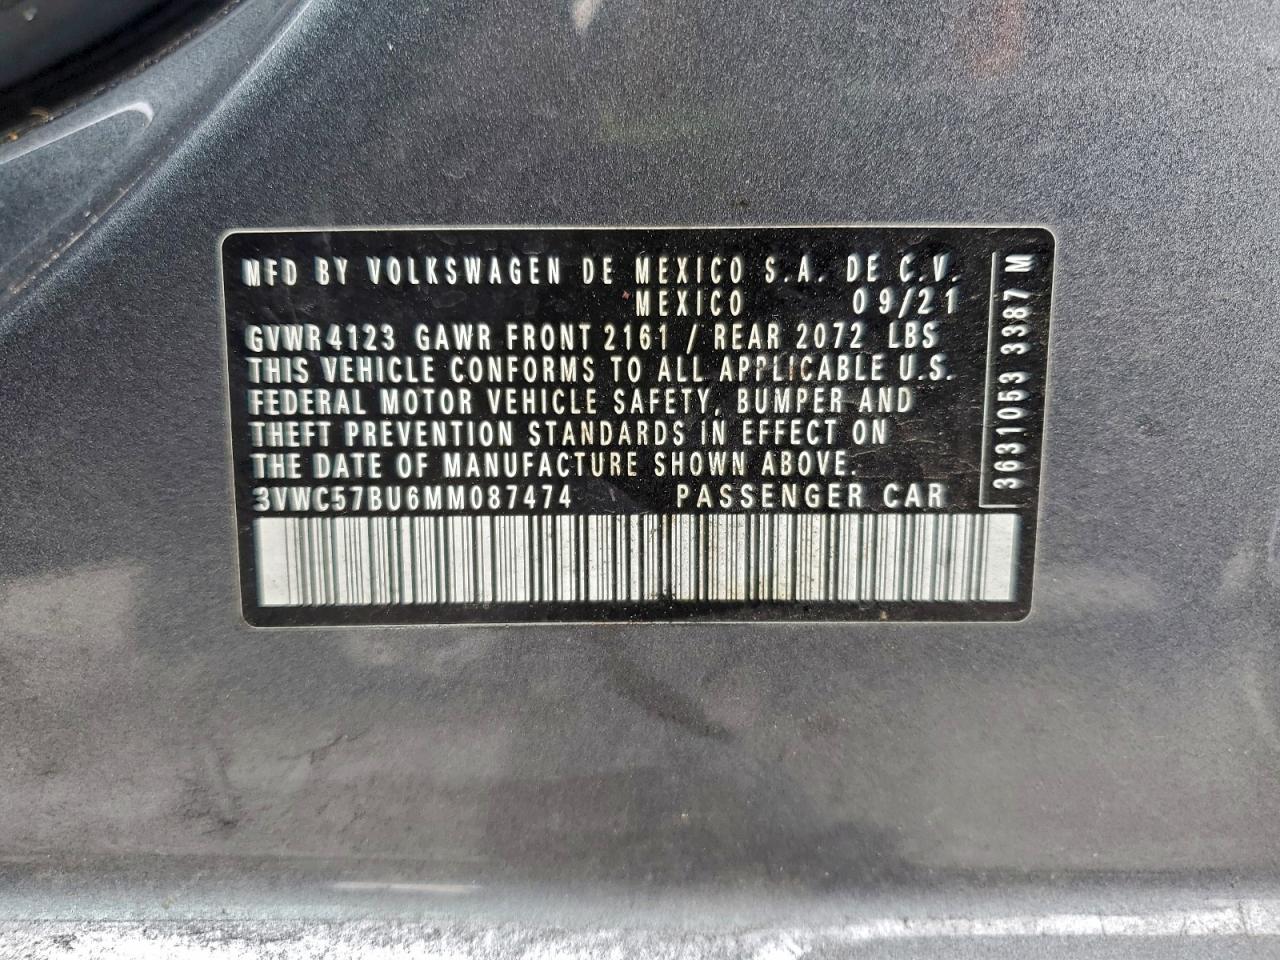 MFD BY VOLKSWAGEN DE MEXICO S.A. DE C.V.
MEXICO 09/21
GVWR 4123 GAWR FRONT 2161 / REAR 2072 LBS
THIS VEHICLE CONFORMS TO ALL APPLICABLE U.S.
FEDERAL MOTOR VEHICLE SAFETY, BUMPER AND
THEFT PREVENTION STANDARDS IN EFFECT ON
THE DATE OF MANUFACTURE SHOWN ABOVE.
3VWC57BU6MM087474 PASSENGER CAR
3631053 3387 M